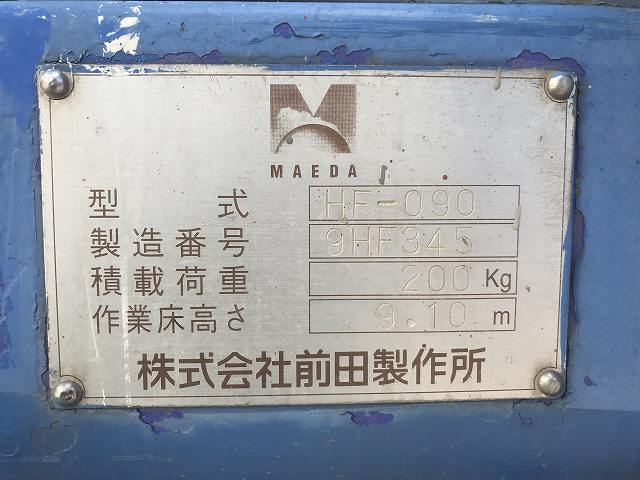 MAEDA
型式 HF-090
製造番号 9HF345
積載荷重 200 Kg
作業床高さ 9.10 m
株式会社前田製作所